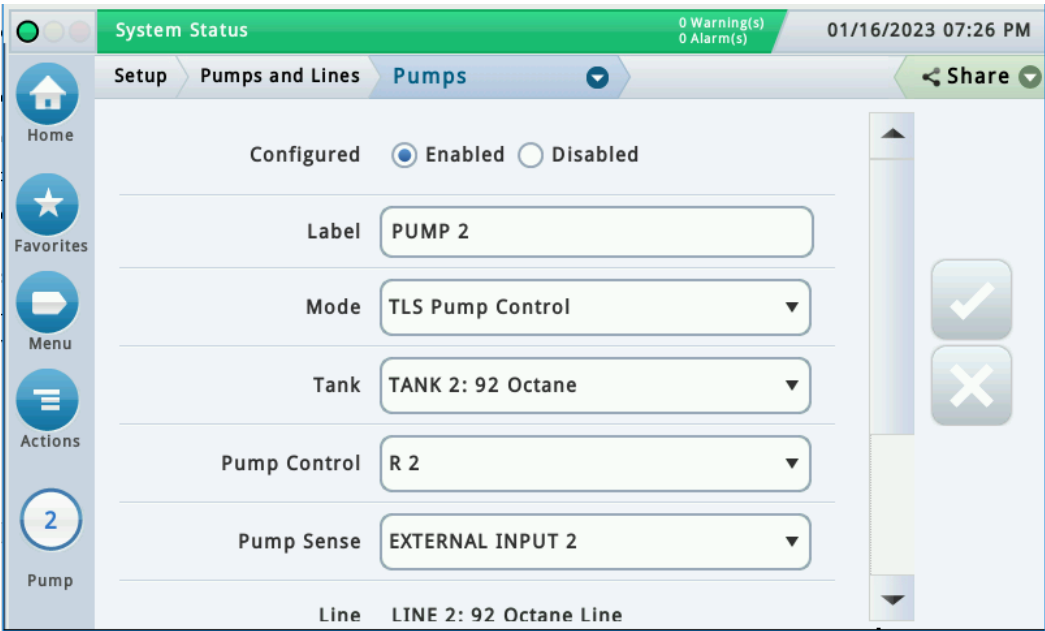 System Status
0 Warning(s)
0 Alarm(s)
01/16/2023 07:26 PM
Setup
Pumps and Lines
Pumps
Share
Home
Favorites
Menu
Actions
2
Pump
Configured
Enabled
Disabled
Label
PUMP 2
Mode
TLS Pump Control
Tank
TANK 2: 92 Octane
Pump Control
R 2
Pump Sense
EXTERNAL INPUT 2
Line
LINE 2: 92 Octane Line